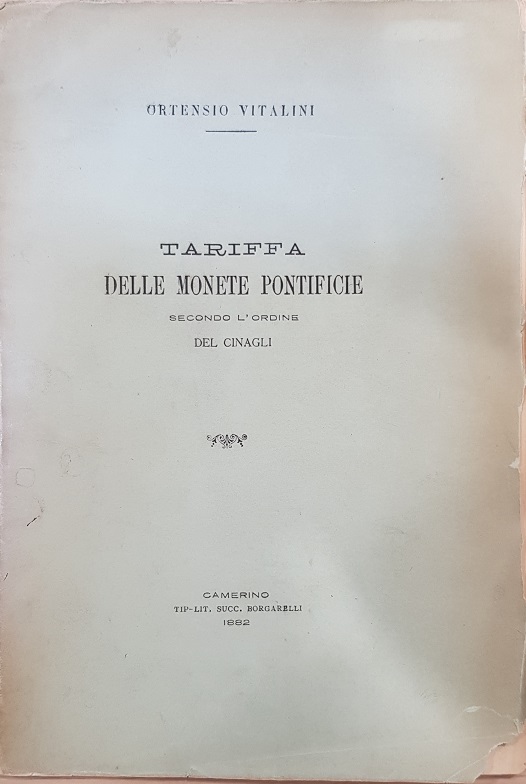 ORTENSIO VITALINI
TARIFFA
DELLE MONETE PONTIFICIE
SECONDO L'ORDINE
DEL CINAGLI
CAMERINO
TIP-LIT. SUCC. BORGARELLI
1882